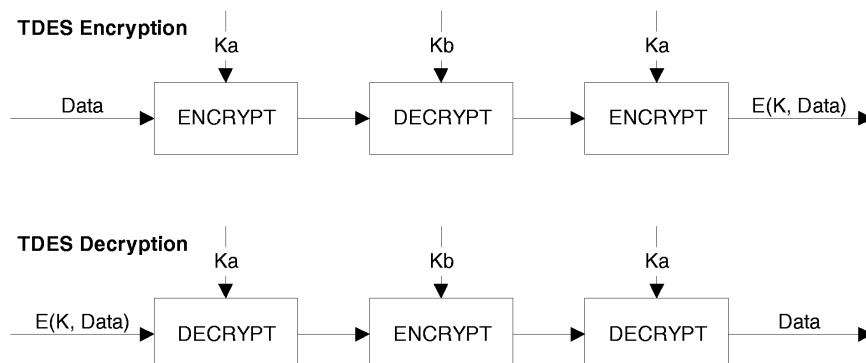 TDES Encryption
Ka Kb Ka
Data ENCRYPT DECRYPT ENCRYPT E(K, Data)
TDES Decryption
Ka Kb Ka
E(K, Data) DECRYPT ENCRYPT DECRYPT Data